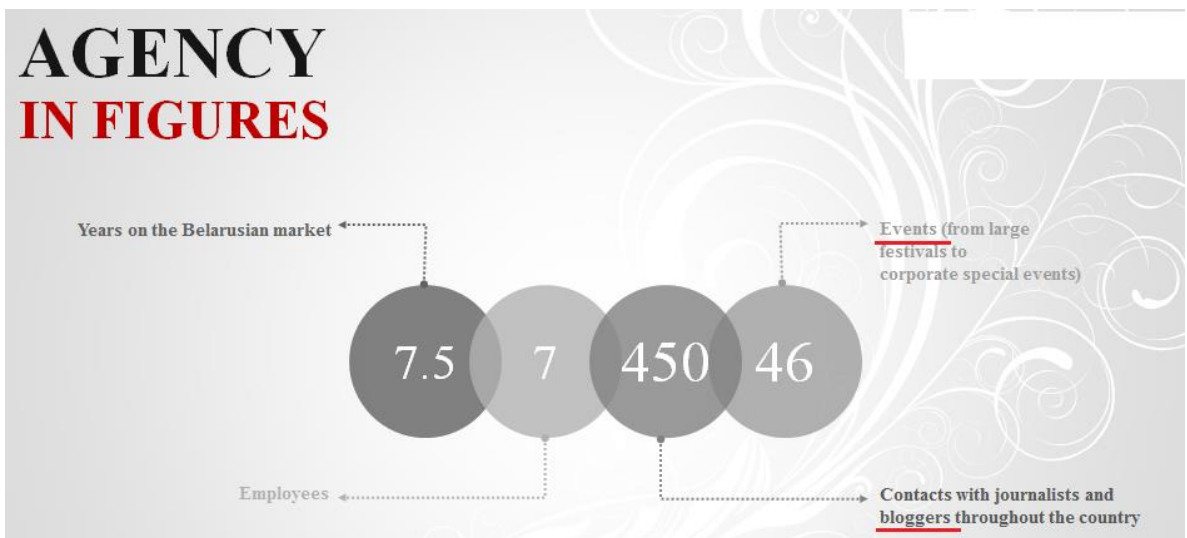 AGENCY
IN FIGURES
Years on the Belarusian market
Events (from large
festivals to
corporate special events)
7.5
7
450
46
Employees
Contacts with journalists and
bloggers throughout the country